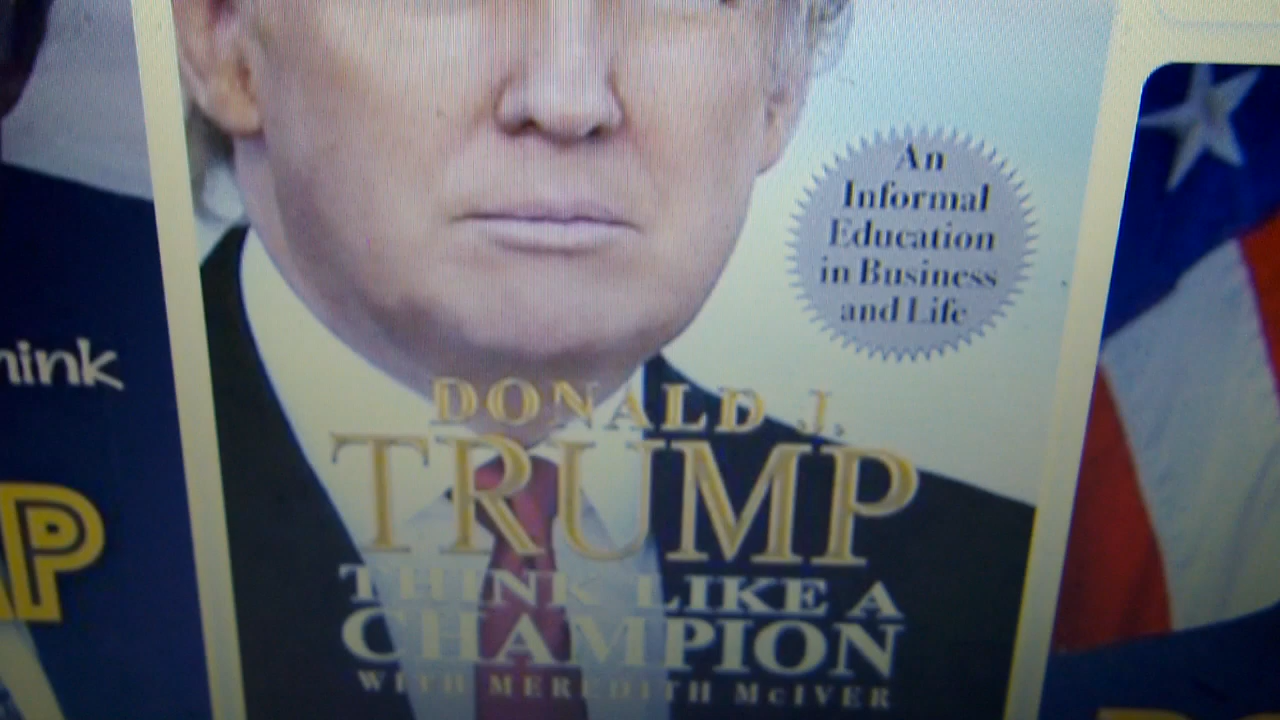 An
Informal
Education
in Business
and Life
hink
DONALD J.
TRUMP
THINK LIKE A
CHAMPION
WITH MEREDITH McIVER
P